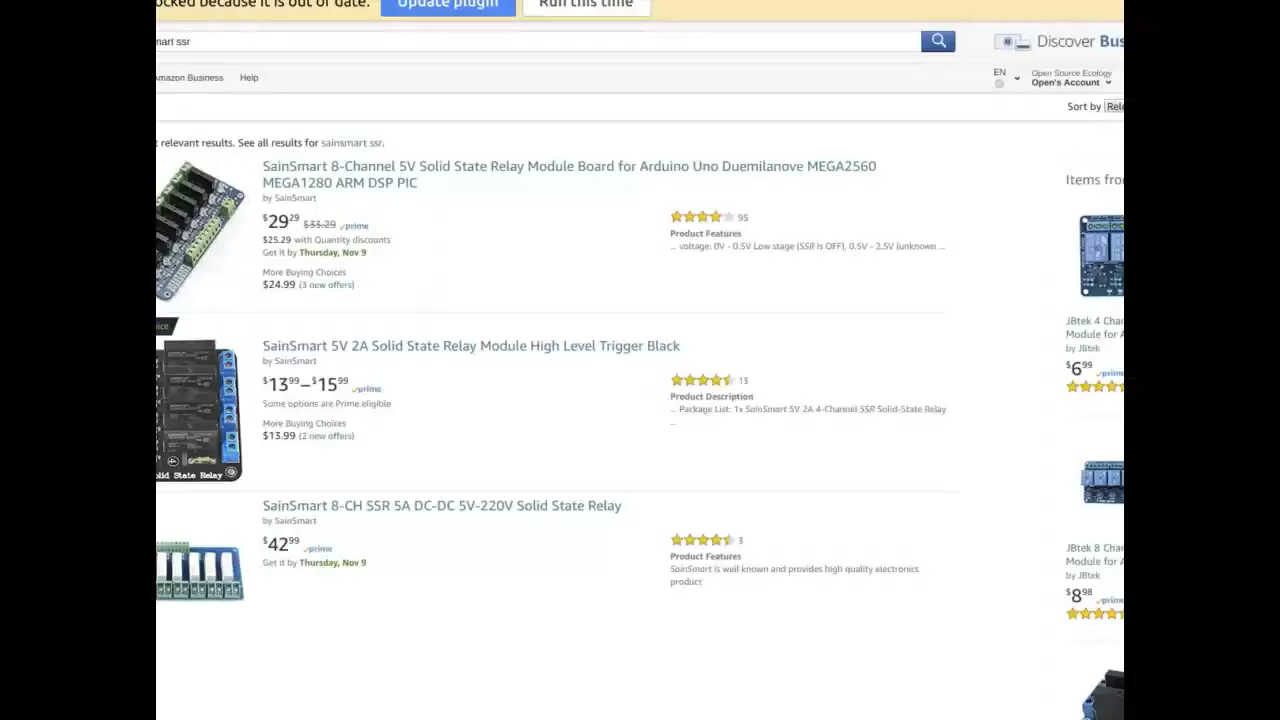 ocked because it is out of date. Update plugin Run this time
mart ssr
Discover Bus
Amazon Business Help
EN
Open Source Ecology
Open's Account
Sort by Rele
t relevant results. See all results for sainsmart ssr.
SainSmart 8-Channel 5V Solid State Relay Module Board for Arduino Uno Duemilanove MEGA2560
MEGA1280 ARM DSP PIC
by SainSmart
$29 29 $33.29 prime
$25.29 with Quantity discounts
Get it by Thursday, Nov 9
More Buying Choices
$24.99 (3 new offers)
95
Product Features
... voltage: 0V - 0.5V Low stage (SSR is OFF), 0.5V - 2.5V (unknown ...
Items fro
JBtek 4 Chan
Module for A
by JBtek
$6 99 prime
oice
SainSmart 5V 2A Solid State Relay Module High Level Trigger Black
by SainSmart
$13 99 – $15 99 prime
Some options are Prime eligible
More Buying Choices
$13.99 (2 new offers)
13
Product Description
... Package List: 1x SainSmart 5V 2A 4-Channel SSR Solid-State Relay
...
olid State Relay
SainSmart 8-CH SSR 5A DC-DC 5V-220V Solid State Relay
by SainSmart
$42 99 prime
Get it by Thursday, Nov 9
3
Product Features
SainSmart is well known and provides high quality electronics
product
JBtek 8 Chan
Module for A
by JBtek
$8 98 prime